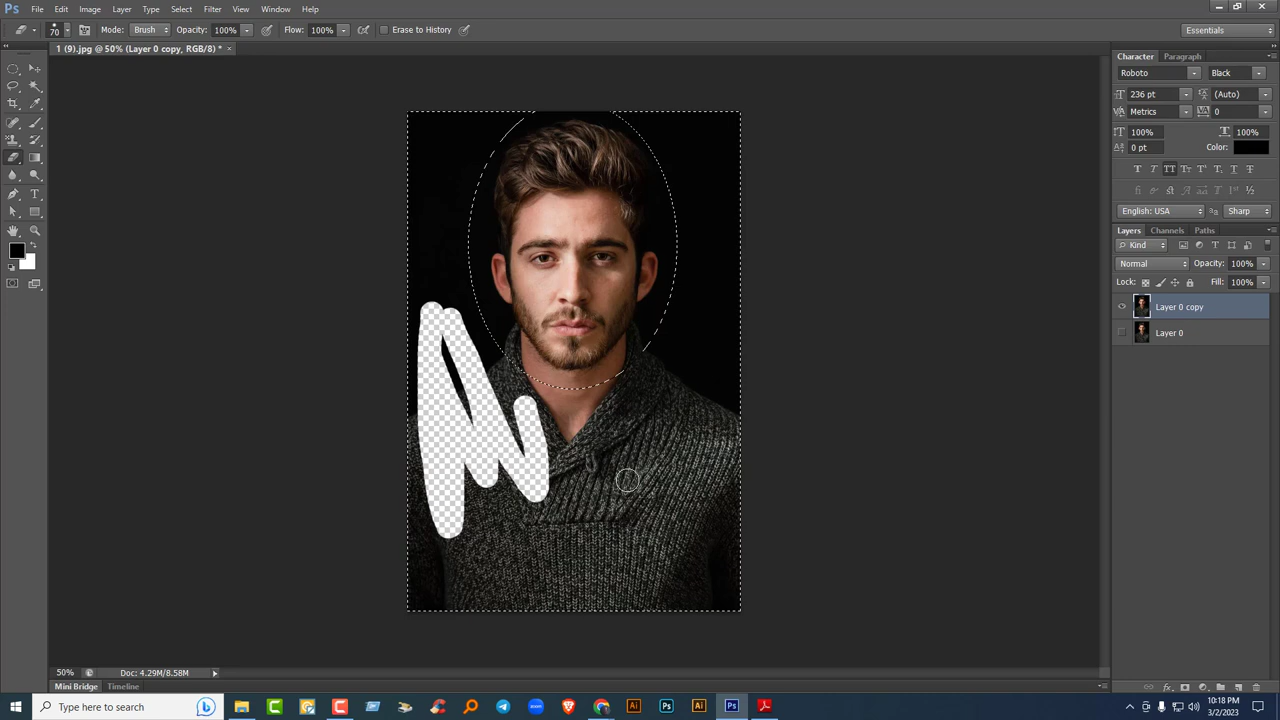 Ps File Edit Image Layer Type Select Filter View Window Help
70 Mode: Brush Opacity: 100% Flow: 100% Erase to History Essentials
1 (9).jpg @ 50% (Layer 0 copy, RGB/8) * ×
Character Paragraph
Roboto Black
236 pt (Auto)
Metrics 0
100% 100%
0 pt Color:
English: USA Sharp
Layers Channels Paths
Kind
Normal Opacity: 100%
Lock: Fill: 100%
Layer 0 copy
Layer 0
50% Doc: 4.29M/8.58M
Mini Bridge Timeline
Type here to search
10:18 PM
3/2/2023